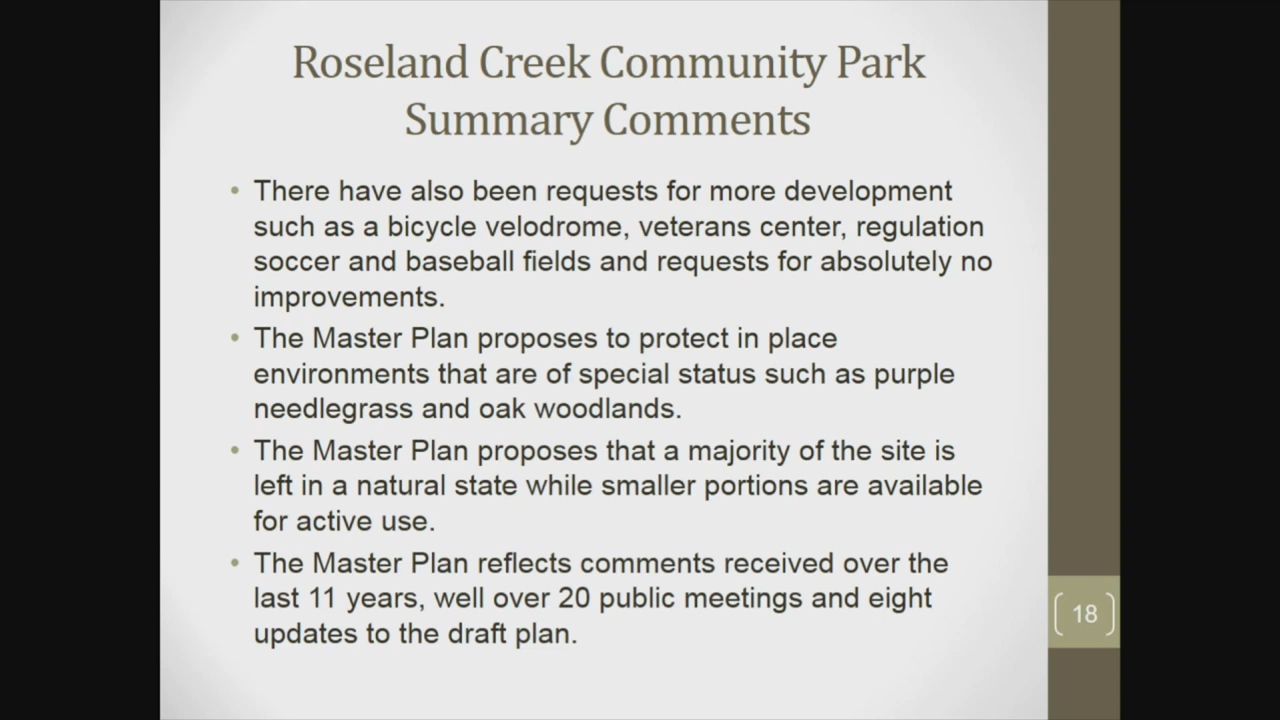 Roseland Creek Community Park
Summary Comments
• There have also been requests for more development
such as a bicycle velodrome, veterans center, regulation
soccer and baseball fields and requests for absolutely no
improvements.
• The Master Plan proposes to protect in place
environments that are of special status such as purple
needlegrass and oak woodlands.
• The Master Plan proposes that a majority of the site is
left in a natural state while smaller portions are available
for active use.
• The Master Plan reflects comments received over the
last 11 years, well over 20 public meetings and eight
updates to the draft plan.
18